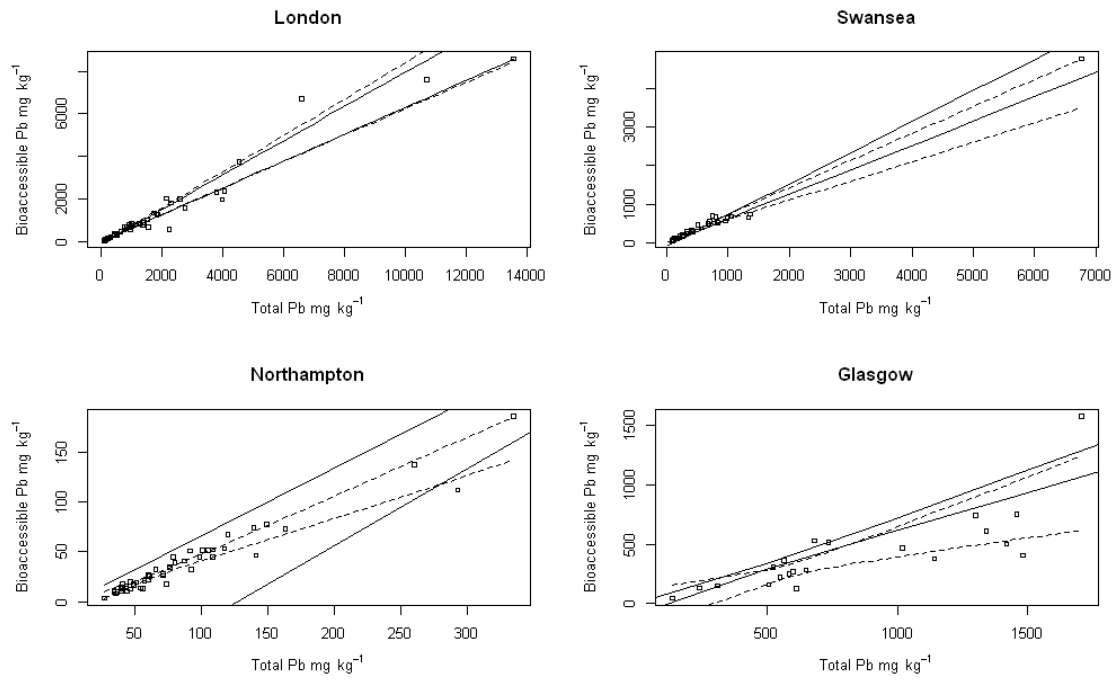 London
Bioaccessible Pb mg kg⁻¹
0 2000 6000
0 2000 4000 6000 8000 10000 12000 14000
Total Pb mg kg⁻¹
Swansea
Bioaccessible Pb mg kg⁻¹
0 1000 3000
0 1000 2000 3000 4000 5000 6000 7000
Total Pb mg kg⁻¹
Northampton
Bioaccessible Pb mg kg⁻¹
0 50 100 150
50 100 150 200 250 300
Total Pb mg kg⁻¹
Glasgow
Bioaccessible Pb mg kg⁻¹
0 500 1000 1500
500 1000 1500
Total Pb mg kg⁻¹